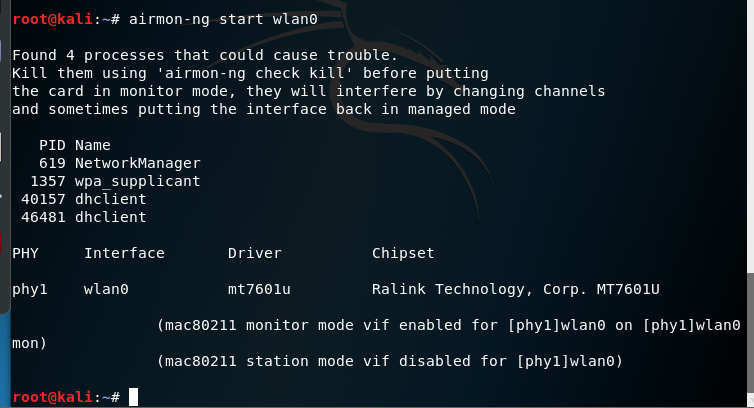 root@kali:~# airmon-ng start wlan0
Found 4 processes that could cause trouble.
Kill them using 'airmon-ng check kill' before putting
the card in monitor mode, they will interfere by changing channels
and sometimes putting the interface back in managed mode
PID Name
619 NetworkManager
1357 wpa_supplicant
40157 dhclient
46481 dhclient
PHY Interface Driver Chipset
phy1 wlan0 mt7601u Ralink Technology, Corp. MT7601U
(mac80211 monitor mode vif enabled for [phy1]wlan0 on [phy1]wlan0
mon)
(mac80211 station mode vif disabled for [phy1]wlan0)
root@kali:~#